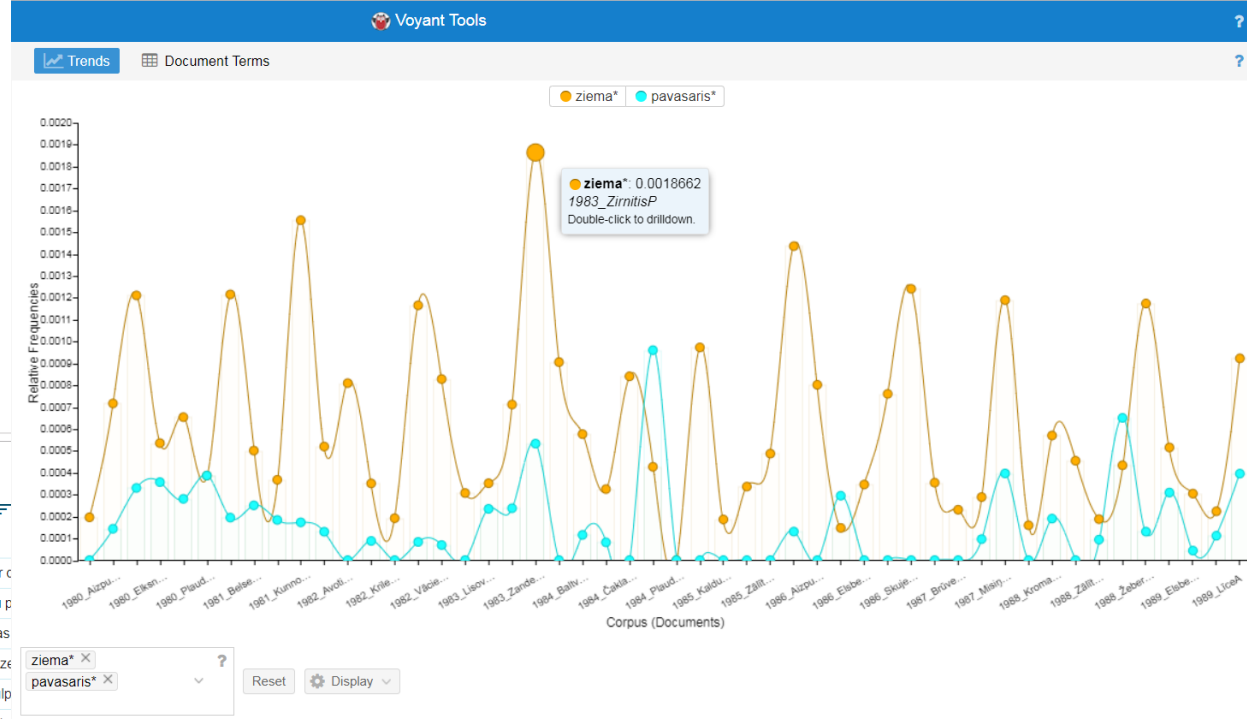 Voyant Tools
?
Trends
Document Terms
?
ziema*
pavasaris*
0.0020
0.0019
0.0018
0.0017
0.0016
0.0015
0.0014
0.0013
0.0012
0.0011
0.0010
0.0009
0.0008
0.0007
0.0006
0.0005
0.0004
0.0003
0.0002
0.0001
0.0000
Relative Frequencies
ziema*: 0.0018662
1983_ZirnitisP
Double-click to drilldown.
1980_Aizpu...
1980_Elksn...
1980_Plaud...
1981_Belse...
1981_Kunno...
1982_Avoti...
1982_Krile...
1982_Vācie...
1983_Lisov...
1983_Zande...
1984_Baltv...
1984_Čakla...
1984_Plaud...
1985_Kaldu...
1985_Zālīt...
1986_Aizpu...
1986_Elsbe...
1986_Skuje...
1987_Brūve...
1987_Misiņ...
1988_Kroma...
1988_Zālīt...
1988_Žeber...
1989_Elsbe...
1989_LīceA
Corpus (Documents)
ziema*
?
pavasaris*
Reset
Display